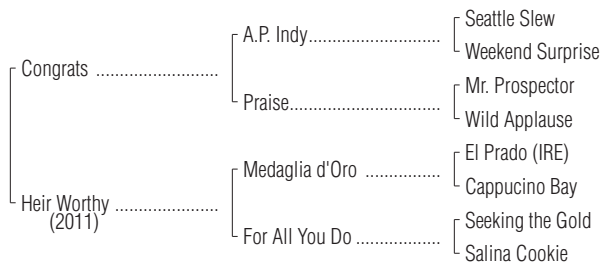 Seattle Slew
A.P. Indy..............................
Weekend Surprise
Congrats ..........................
Mr. Prospector
Praise...................................
Wild Applause
El Prado (IRE)
Medaglia d'Oro ................
Cappucino Bay
Heir Worthy ......................
(2011)
Seeking the Gold
For All You Do ..................
Salina Cookie